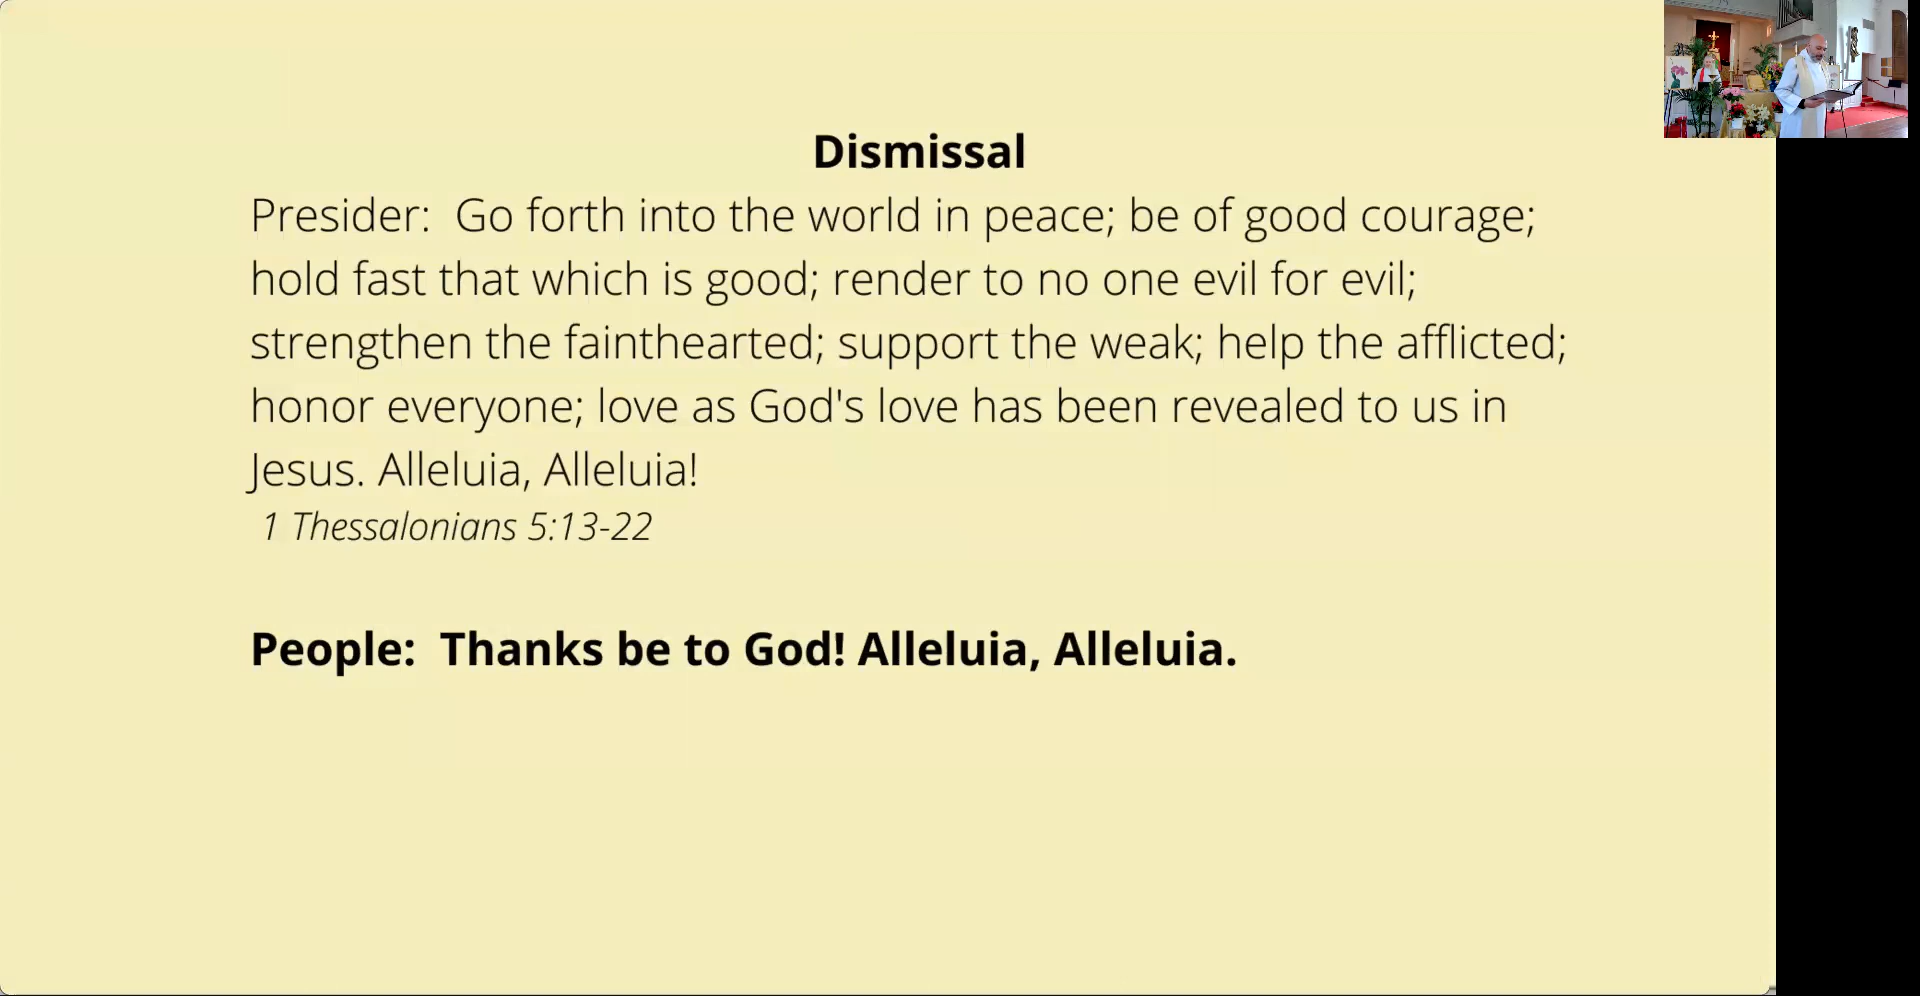 Dismissal
Presider:  Go forth into the world in peace; be of good courage;
hold fast that which is good; render to no one evil for evil;
strengthen the fainthearted; support the weak; help the afflicted;
honor everyone; love as God's love has been revealed to us in
Jesus. Alleluia, Alleluia!
1 Thessalonians 5:13-22
People:  Thanks be to God! Alleluia, Alleluia.